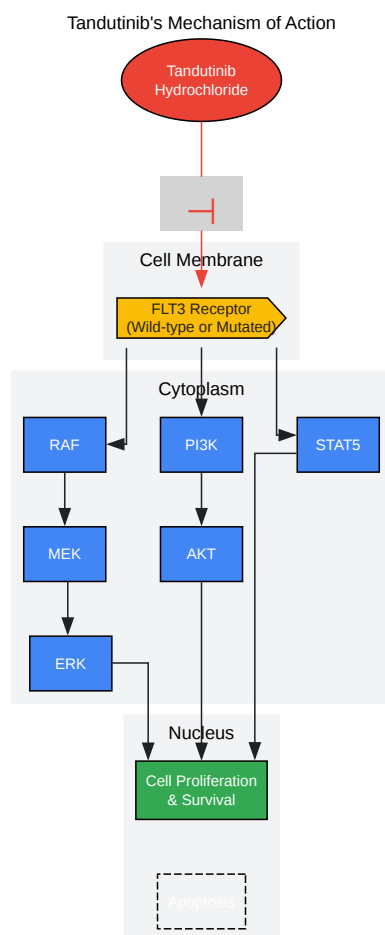 Tandutinib's Mechanism of Action
Tandutinib
Hydrochloride
Cell Membrane
FLT3 Receptor
(Wild-type or Mutated)
Cytoplasm
RAF
PI3K
STAT5
MEK
AKT
ERK
Nucleus
Cell Proliferation
& Survival
Apoptosis